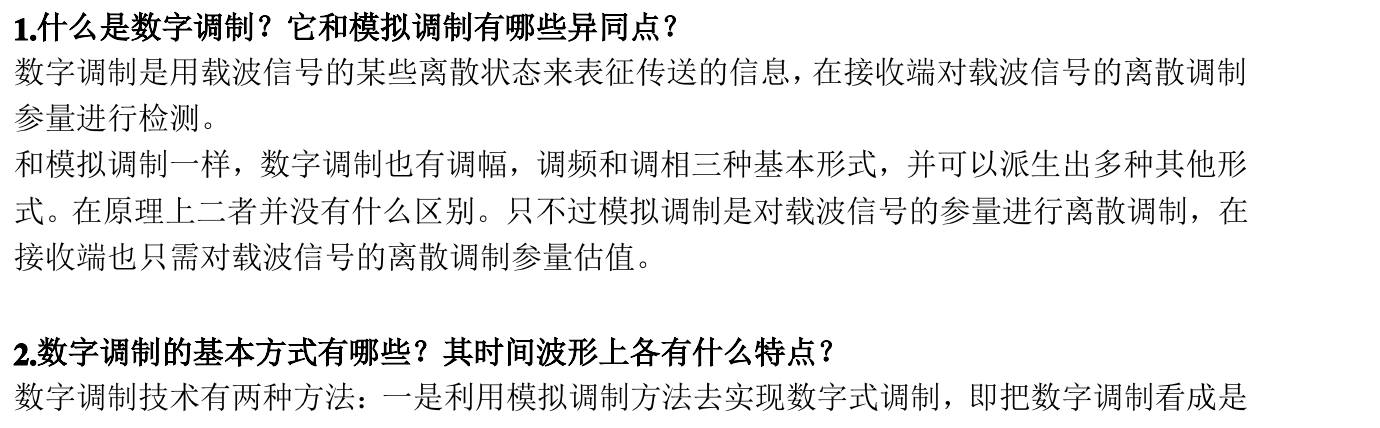 1.什么是数字调制？它和模拟调制有哪些异同点？
数字调制是用载波信号的某些离散状态来表征传送的信息，在接收端对载波信号的离散调制
参量进行检测。
和模拟调制一样，数字调制也有调幅，调频和调相三种基本形式，并可以派生出多种其他形
式。在原理上二者并没有什么区别。只不过模拟调制是对载波信号的参量进行离散调制，在
接收端也只需对载波信号的离散调制参量估值。
2.数字调制的基本方式有哪些？其时间波形上各有什么特点？
数字调制技术有两种方法：一是利用模拟调制方法去实现数字式调制，即把数字调制看成是